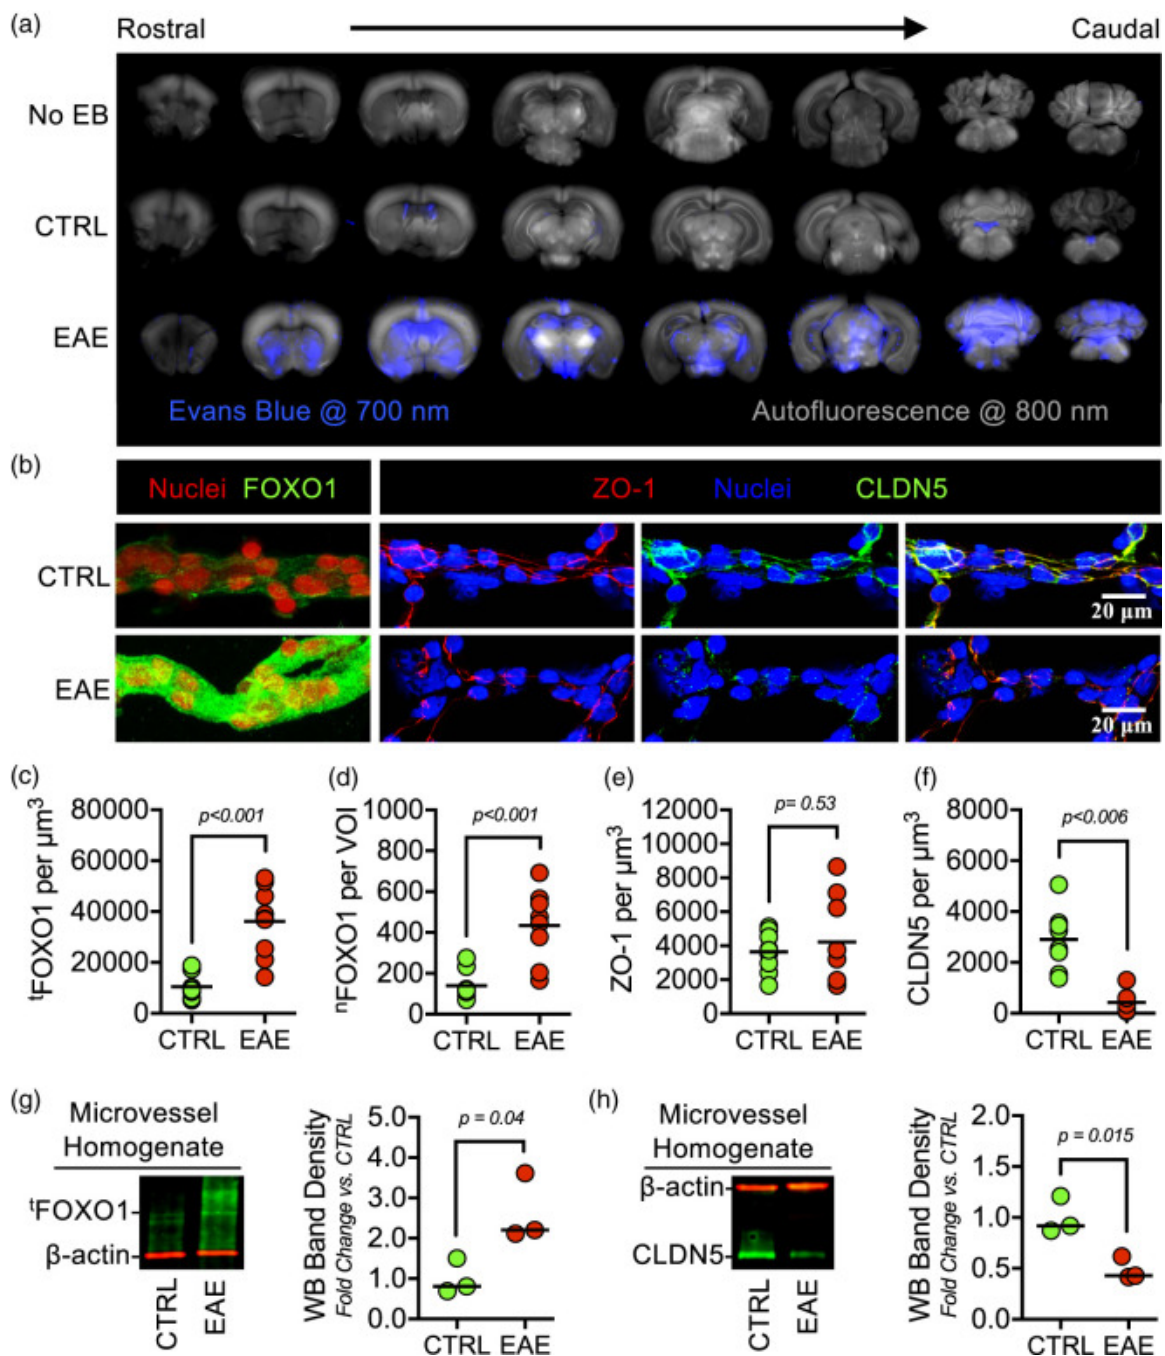 (a)
Rostral
Caudal
No EB
CTRL
EAE
Evans Blue @ 700 nm
Autofluorescence @ 800 nm
(b)
Nuclei FOXO1
ZO-1 Nuclei CLDN5
CTRL
20 µm
EAE
20 µm
(c)
ᵗFOXO1 per µm³
80000
60000
40000
20000
0
p<0.001
CTRL EAE
(d)
ⁿFOXO1 per VOI
1000
800
600
400
200
0
p<0.001
CTRL EAE
(e)
ZO-1 per µm³
12000
10000
8000
6000
4000
2000
0
p= 0.53
CTRL EAE
(f)
CLDN5 per µm³
8000
6000
4000
2000
0
p<0.006
CTRL EAE
(g)
Microvessel
Homogenate
ᵗFOXO1
β-actin
CTRL
EAE
WB Band Density
Fold Change vs. CTRL
5.0
4.0
3.0
2.0
1.0
0.0
p = 0.04
CTRL EAE
(h)
Microvessel
Homogenate
β-actin
CLDN5
CTRL
EAE
WB Band Density
Fold Change vs. CTRL
2.0
1.5
1.0
0.5
0.0
p = 0.015
CTRL EAE